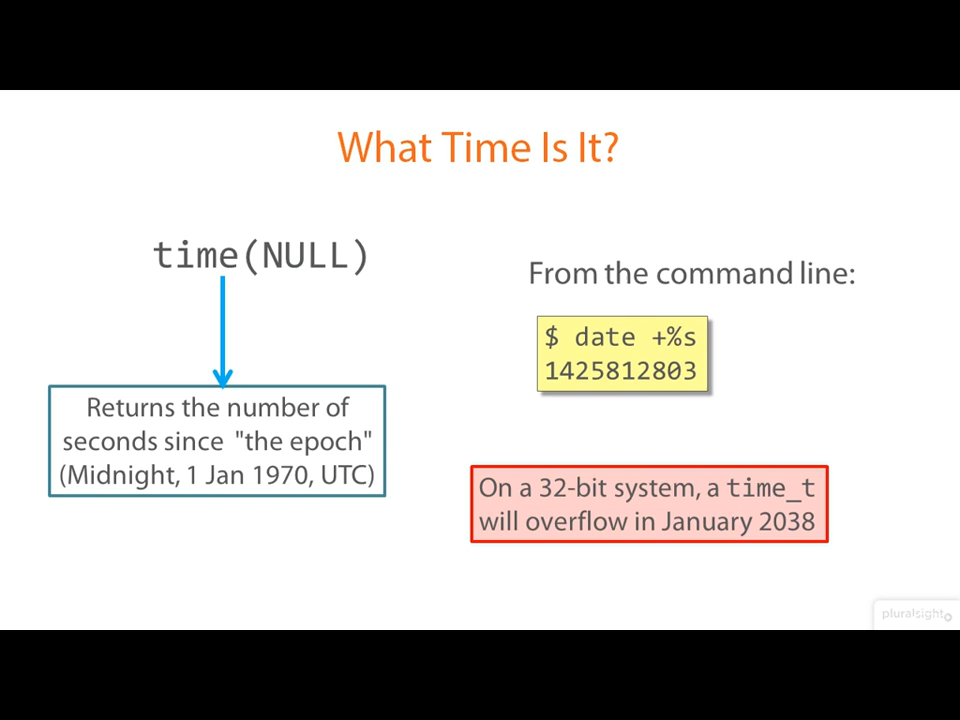 What Time Is It?
time(NULL)
Returns the number of
seconds since "the epoch"
(Midnight, 1 Jan 1970, UTC)
From the command line:
$ date +%s
1425812803
On a 32-bit system, a time_t
will overflow in January 2038
pluralsight